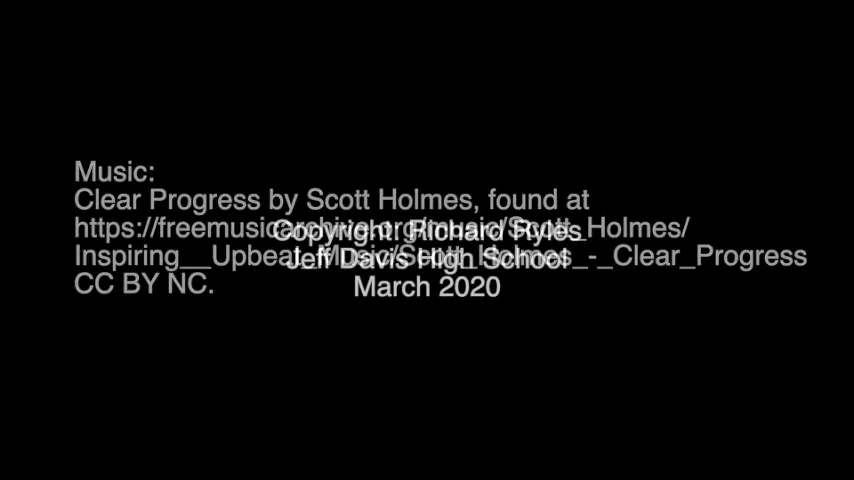 Music:
Clear Progress by Scott Holmes, found at
https://freemusicarchive.org/music/Scott_Holmes/
Inspiring__Upbeat_Music/Scott_Holmes_-_Clear_Progress
CC BY NC.
Copyright: Richard Ryles
Jeff Davis High School
March 2020